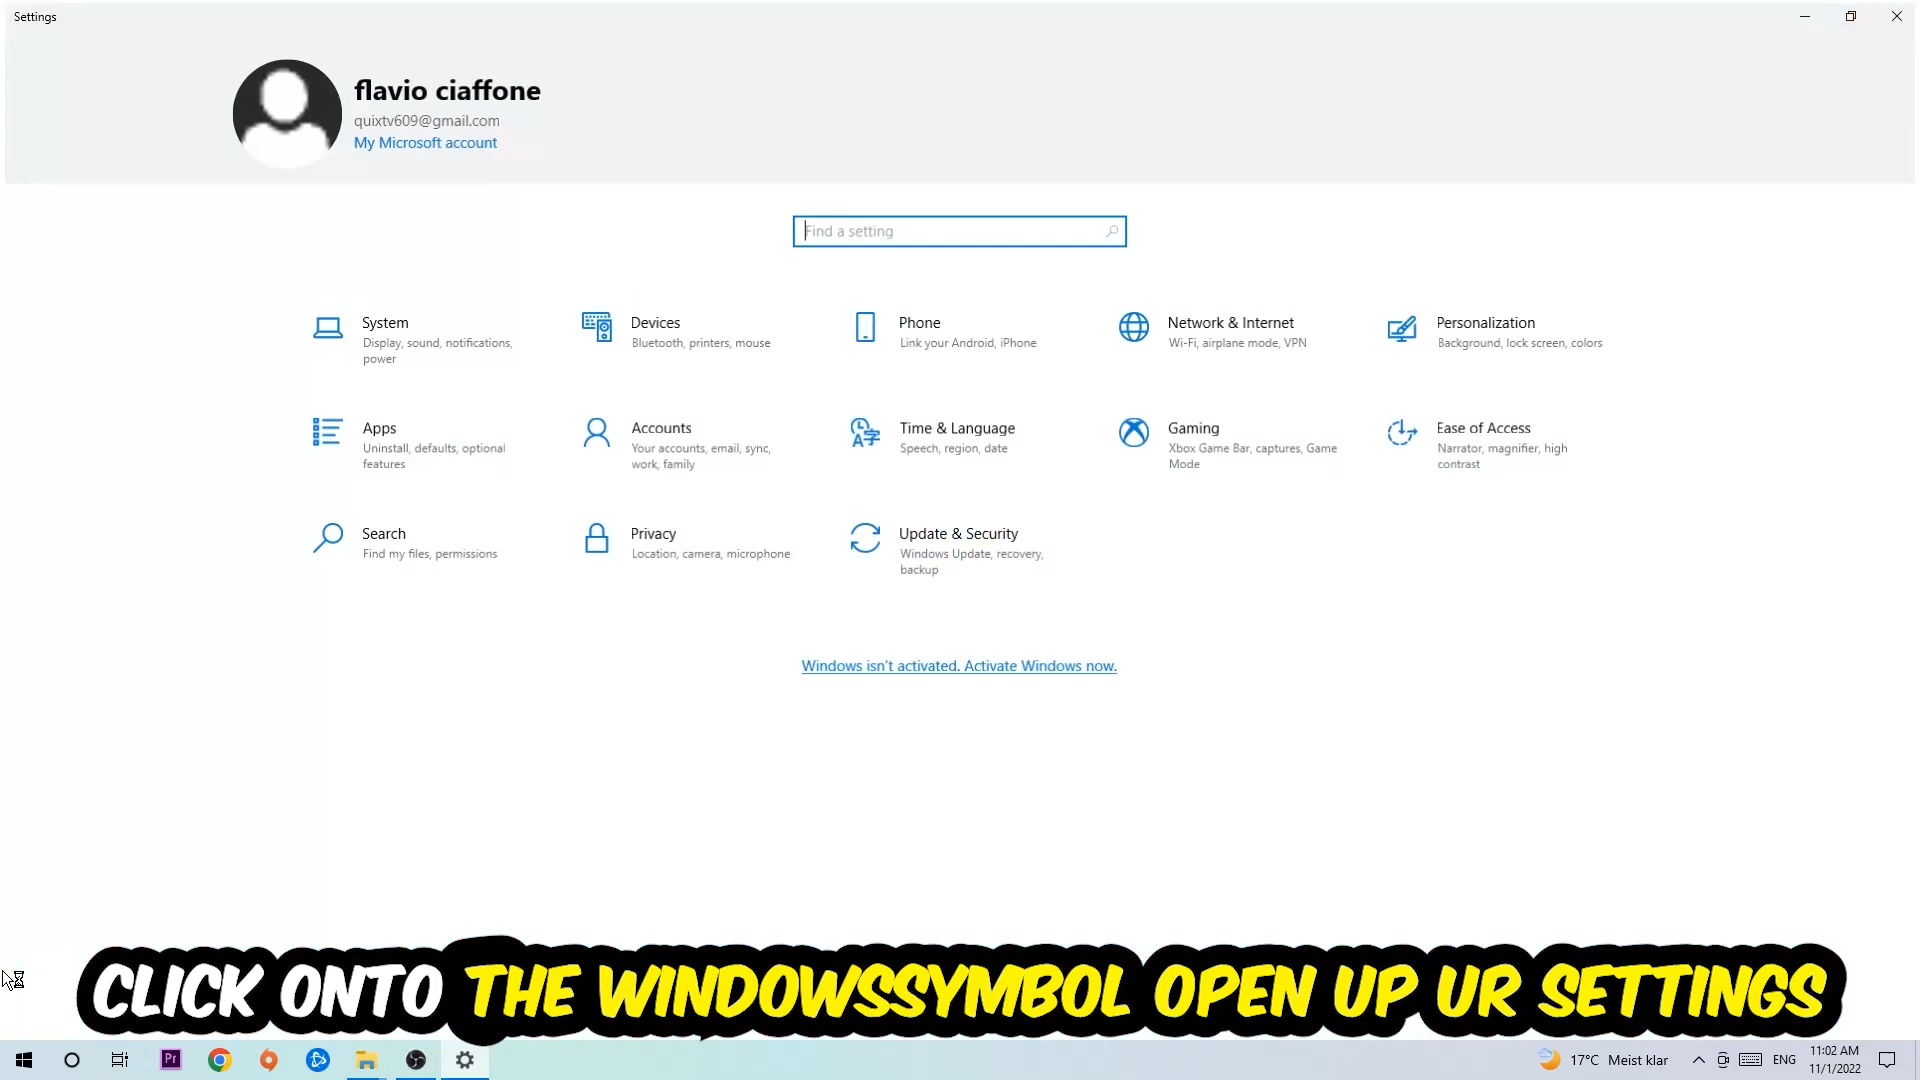 Settings
flavio ciaffone
quixtv609@gmail.com
My Microsoft account
Find a setting
System
Display, sound, notifications,
power
Devices
Bluetooth, printers, mouse
Phone
Link your Android, iPhone
Network & Internet
Wi-Fi, airplane mode, VPN
Personalization
Background, lock screen, colors
Apps
Uninstall, defaults, optional
features
Accounts
Your accounts, email, sync,
work, family
Time & Language
Speech, region, date
Gaming
Xbox Game Bar, captures, Game
Mode
Ease of Access
Narrator, magnifier, high
contrast
Search
Find my files, permissions
Privacy
Location, camera, microphone
Update & Security
Windows Update, recovery,
backup
Windows isn't activated. Activate Windows now.
CLICK ONTO THE WINDOWSSYMBOL OPEN UP UR SETTINGS
Pr
17°C Meist klar
ENG
11:02 AM
11/1/2022